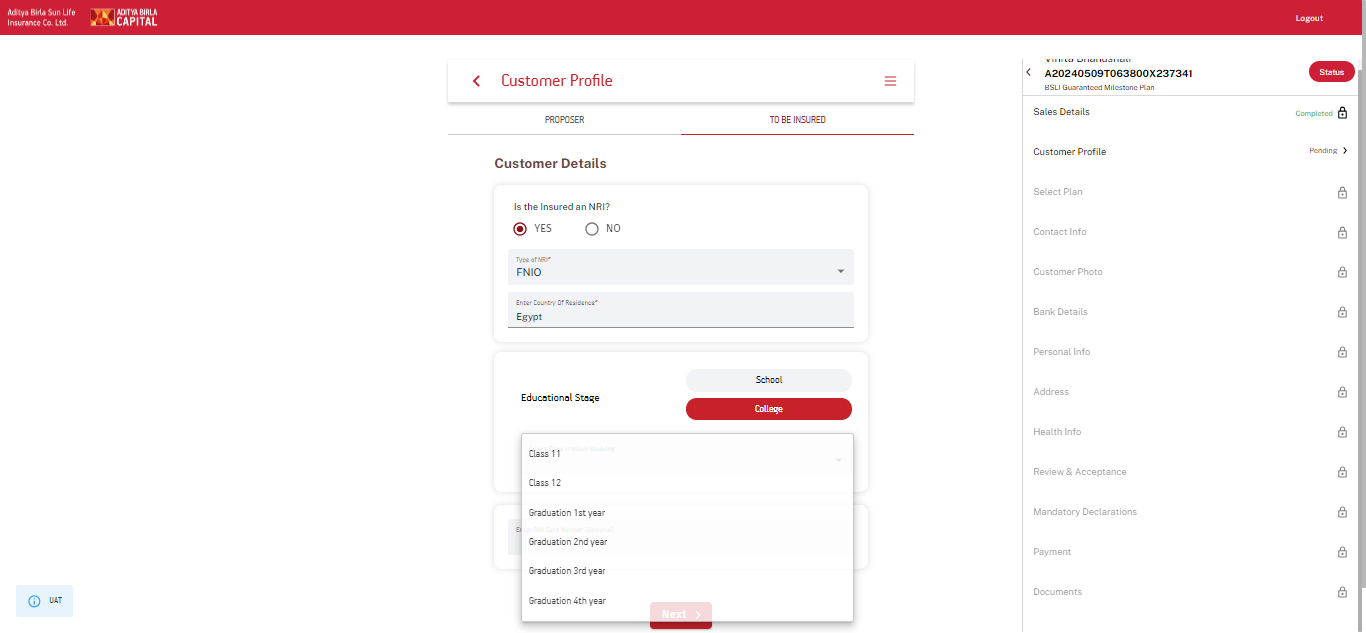 Aditya Birla Sun Life
Insurance Co. Ltd.
ADITYA BIRLA
CAPITAL
Logout
Customer Profile
PROPOSER
TO BE INSURED
Customer Details
Is the Insured an NRI?
YES
NO
Type of NRI*
FNIO
Enter Country Of Residence*
Egypt
Educational Stage
School
College
Class 11
Class 12
Graduation 1st year
Graduation 2nd year
Graduation 3rd year
Graduation 4th year
Next
UAT
A20240509T063800X237341
BSLI Guaranteed Milestone Plan
Status
Sales Details
Completed
Customer Profile
Pending
Select Plan
Contact Info
Customer Photo
Bank Details
Personal Info
Address
Health Info
Review & Acceptance
Mandatory Declarations
Payment
Documents